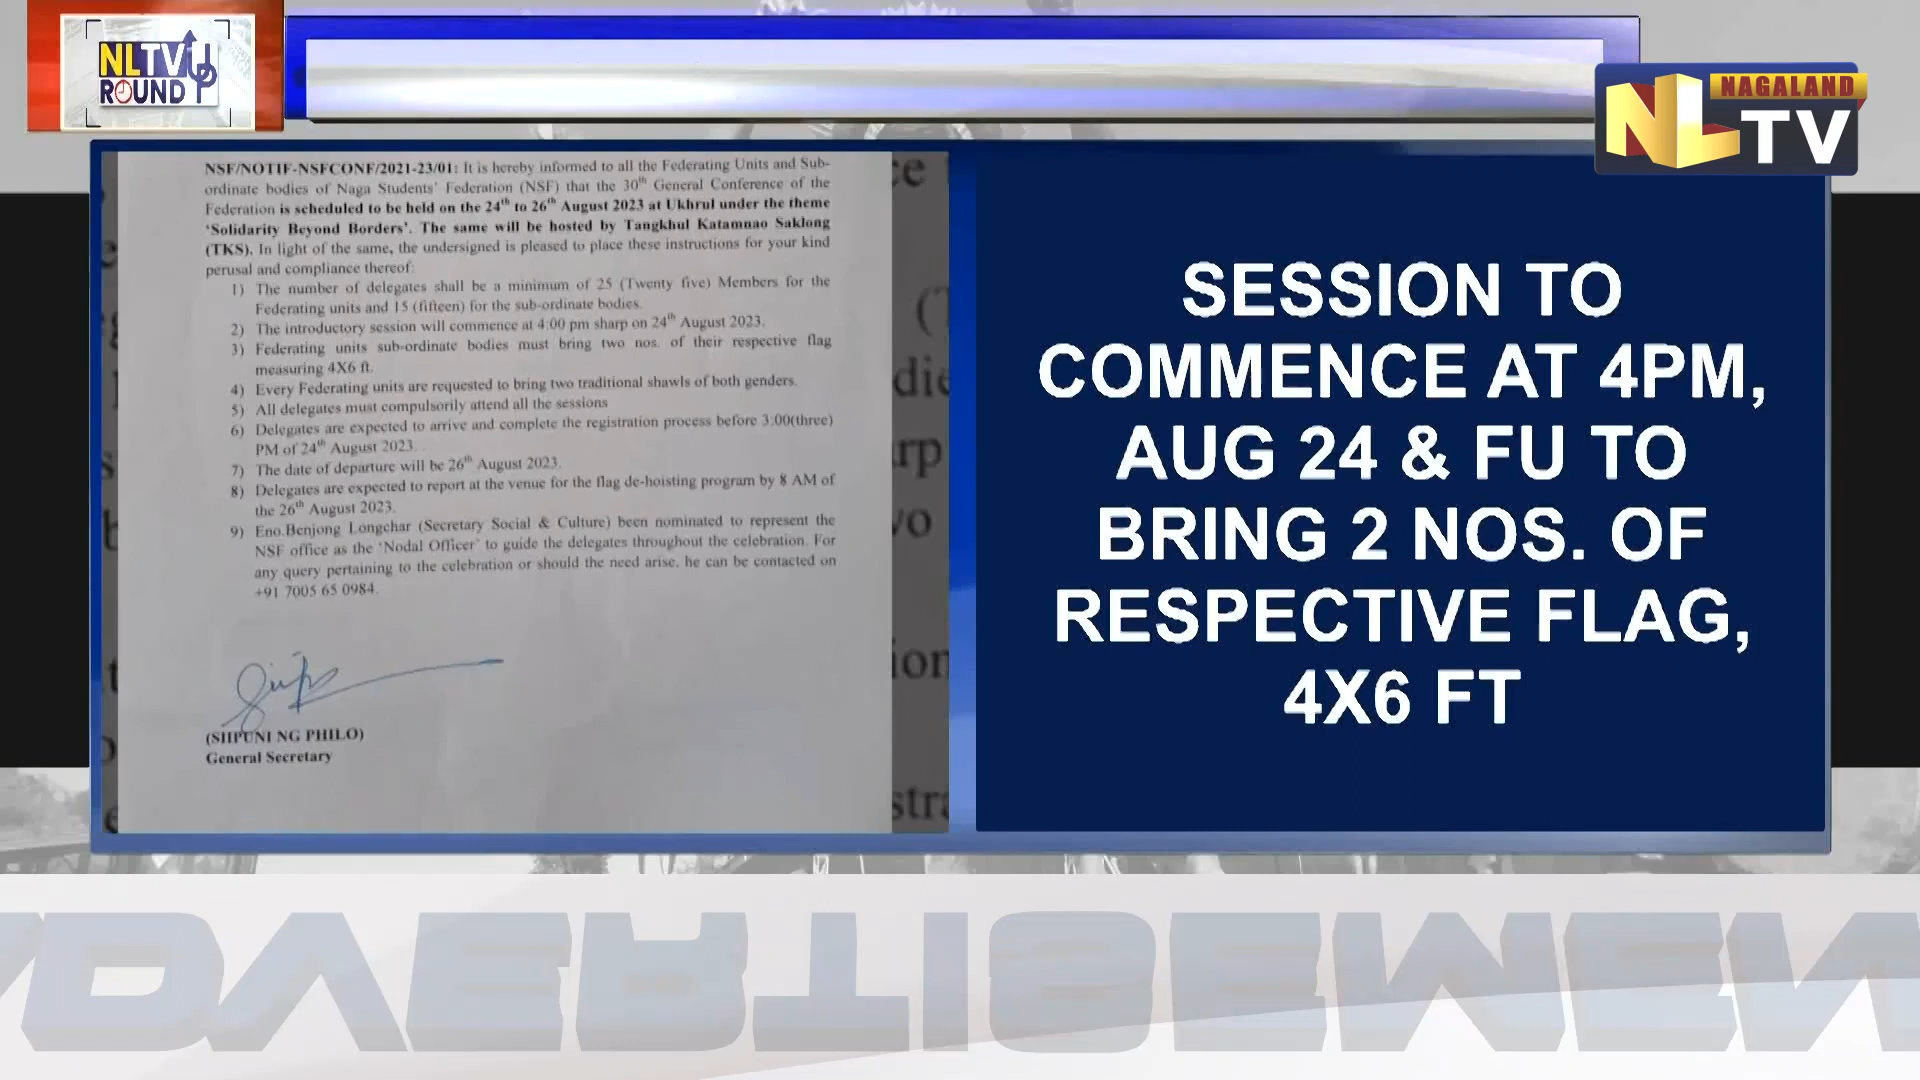 NLTV UP
ROUND
NAGALAND
NL TV
NSF/NOTIF-NSFCONF/2021-23/01: It is hereby informed to all the Federating Units and Sub-
ordinate bodies of Naga Students' Federation (NSF) that the 30th General Conference of the
Federation is scheduled to be held on the 24th to 26th August 2023 at Ukhrul under the theme
'Solidarity Beyond Borders'. The same will be hosted by Tangkhul Katamnao Saklong
(TKS). In light of the same, the undersigned is pleased to place these instructions for your kind
perusal and compliance thereof:
1) The number of delegates shall be a minimum of 25 (Twenty five) Members for the
Federating units and 15 (fifteen) for the sub-ordinate bodies.
2) The introductory session will commence at 4:00 pm sharp on 24th August 2023.
3) Federating units sub-ordinate bodies must bring two nos. of their respective flag
measuring 4X6 ft.
4) Every Federating units are requested to bring two traditional shawls of both genders.
5) All delegates must compulsorily attend all the sessions
6) Delegates are expected to arrive and complete the registration process before 3:00(three)
PM of 24th August 2023.
7) The date of departure will be 26th August 2023.
8) Delegates are expected to report at the venue for the flag de-hoisting program by 8 AM of
the 26th August 2023.
9) Eno.Benjong Longchar (Secretary Social & Culture) been nominated to represent the
NSF office as the 'Nodal Officer' to guide the delegates throughout the celebration. For
any query pertaining to the celebration or should the need arise, he can be contacted on
+91 7005 65 0984.
(SIIPUNI NG PHILO)
General Secretary
SESSION TO
COMMENCE AT 4PM,
AUG 24 & FU TO
BRING 2 NOS. OF
RESPECTIVE FLAG,
4X6 FT